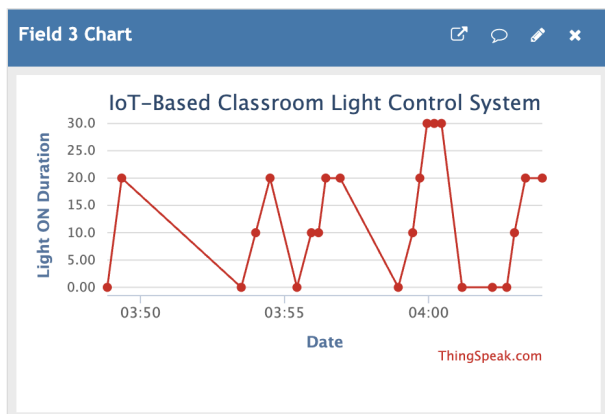 Field 3 Chart
IoT-Based Classroom Light Control System
Light ON Duration
30.0
25.0
20.0
15.0
10.0
5.00
0.00
03:50 03:55 04:00
Date
ThingSpeak.com